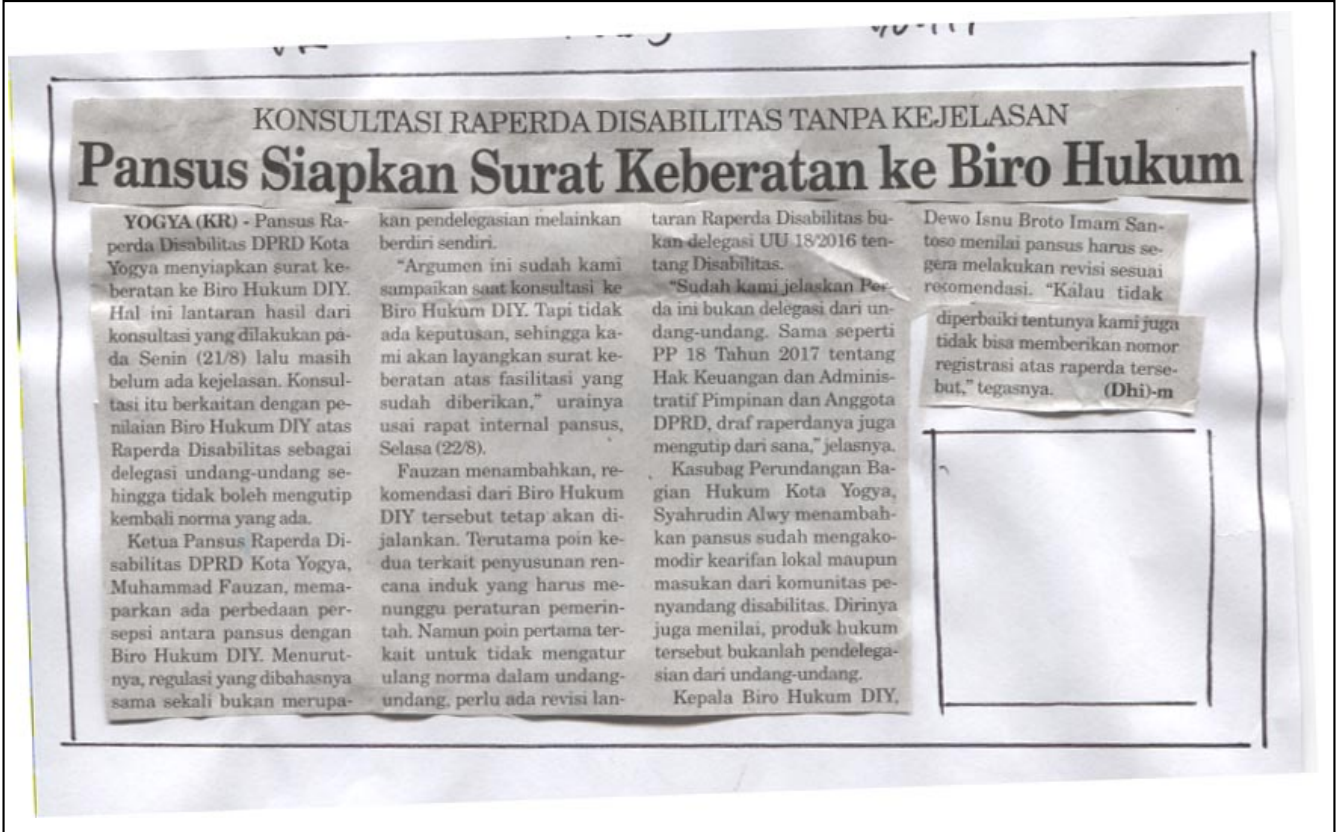 KONSULTASI RAPERDA DISABILITAS TANPA KEJELASAN
Pansus Siapkan Surat Keberatan ke Biro Hukum
YOGYA (KR) - Pansus Ra-
perda Disabilitas DPRD Kota
Yogya menyiapkan surat ke-
beratan ke Biro Hukum DIY.
Hal ini lantaran hasil dari
konsultasi yang dilakukan pa-
da Senin (21/8) lalu masih
belum ada kejelasan. Konsul-
tasi itu berkaitan dengan pe-
nilaian Biro Hukum DIY atas
Raperda Disabilitas sebagai
delegasi undang-undang se-
hingga tidak boleh mengutip
kembali norma yang ada.
Ketua Pansus Raperda Di-
sabilitas DPRD Kota Yogya,
Muhammad Fauzan, mema-
parkan ada perbedaan per-
sepsi antara pansus dengan
Biro Hukum DIY. Menurut-
nya, regulasi yang dibahasnya
sama sekali bukan merupa-
kan pendelegasian melainkan
berdiri sendiri.
"Argumen ini sudah kami
sampaikan saat konsultasi ke
Biro Hukum DIY. Tapi tidak
ada keputusan, sehingga ka-
mi akan layangkan surat ke-
beratan atas fasilitasi yang
sudah diberikan," urainya
usai rapat internal pansus,
Selasa (22/8).
Fauzan menambahkan, re-
komendasi dari Biro Hukum
DIY tersebut tetap akan di-
jalankan. Terutama poin ke-
dua terkait penyusunan ren-
cana induk yang harus me-
nunggu peraturan pemerin-
tah. Namun poin pertama ter-
kait untuk tidak mengatur
ulang norma dalam undang-
undang, perlu ada revisi lan-
taran Raperda Disabilitas bu-
kan delegasi UU 18/2016 ten-
tang Disabilitas.
"Sudah kami jelaskan Per-
da ini bukan delegasi dari un-
dang-undang. Sama seperti
PP 18 Tahun 2017 tentang
Hak Keuangan dan Adminis-
tratif Pimpinan dan Anggota
DPRD, draf raperdanya juga
mengutip dari sana," jelasnya.
Kasubag Perundangan Ba-
gian Hukum Kota Yogya,
Syahrudin Alwy menambah-
kan pansus sudah mengako-
modir kearifan lokal maupun
masukan dari komunitas pe-
nyandang disabilitas. Dirinya
juga menilai, produk hukum
tersebut bukanlah pendelega-
sian dari undang-undang.
Kepala Biro Hukum DIY,
Dewo Isnu Broto Imam San-
toso menilai pansus harus se-
gera melakukan revisi sesuai
rekomendasi. "Kalau tidak
diperbaiki tentunya kami juga
tidak bisa memberikan nomor
registrasi atas raperda terse-
but," tegasnya. (Dhi)-m